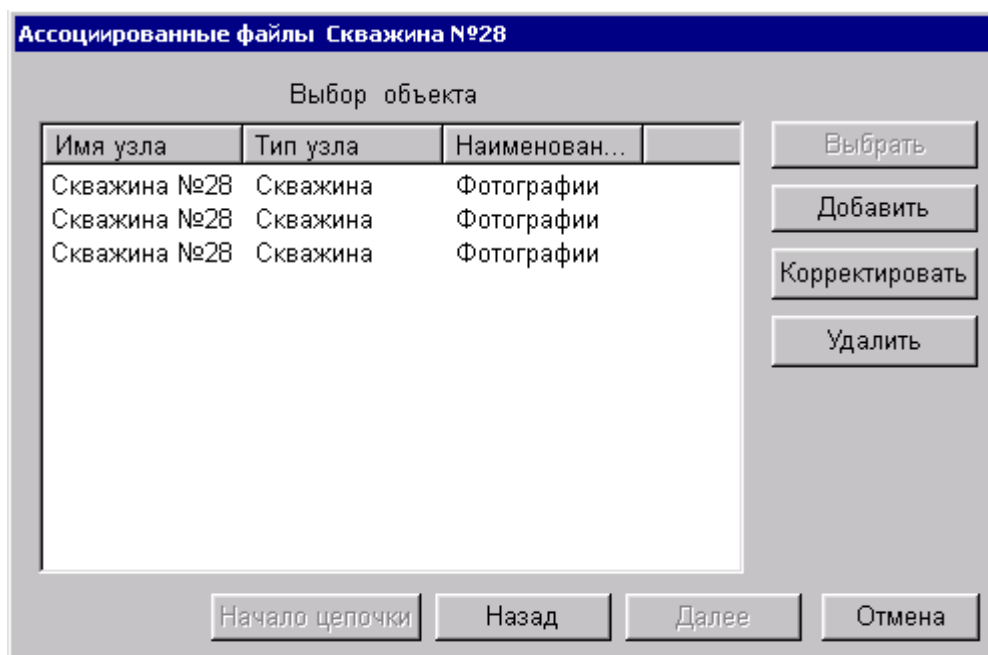 Ассоциированные файлы Скважина №28
Выбор объекта
Имя узла Тип узла Наименован...
Скважина №28 Скважина Фотографии
Скважина №28 Скважина Фотографии
Скважина №28 Скважина Фотографии
Выбрать
Добавить
Корректировать
Удалить
Начало цепочки Назад Далее Отмена